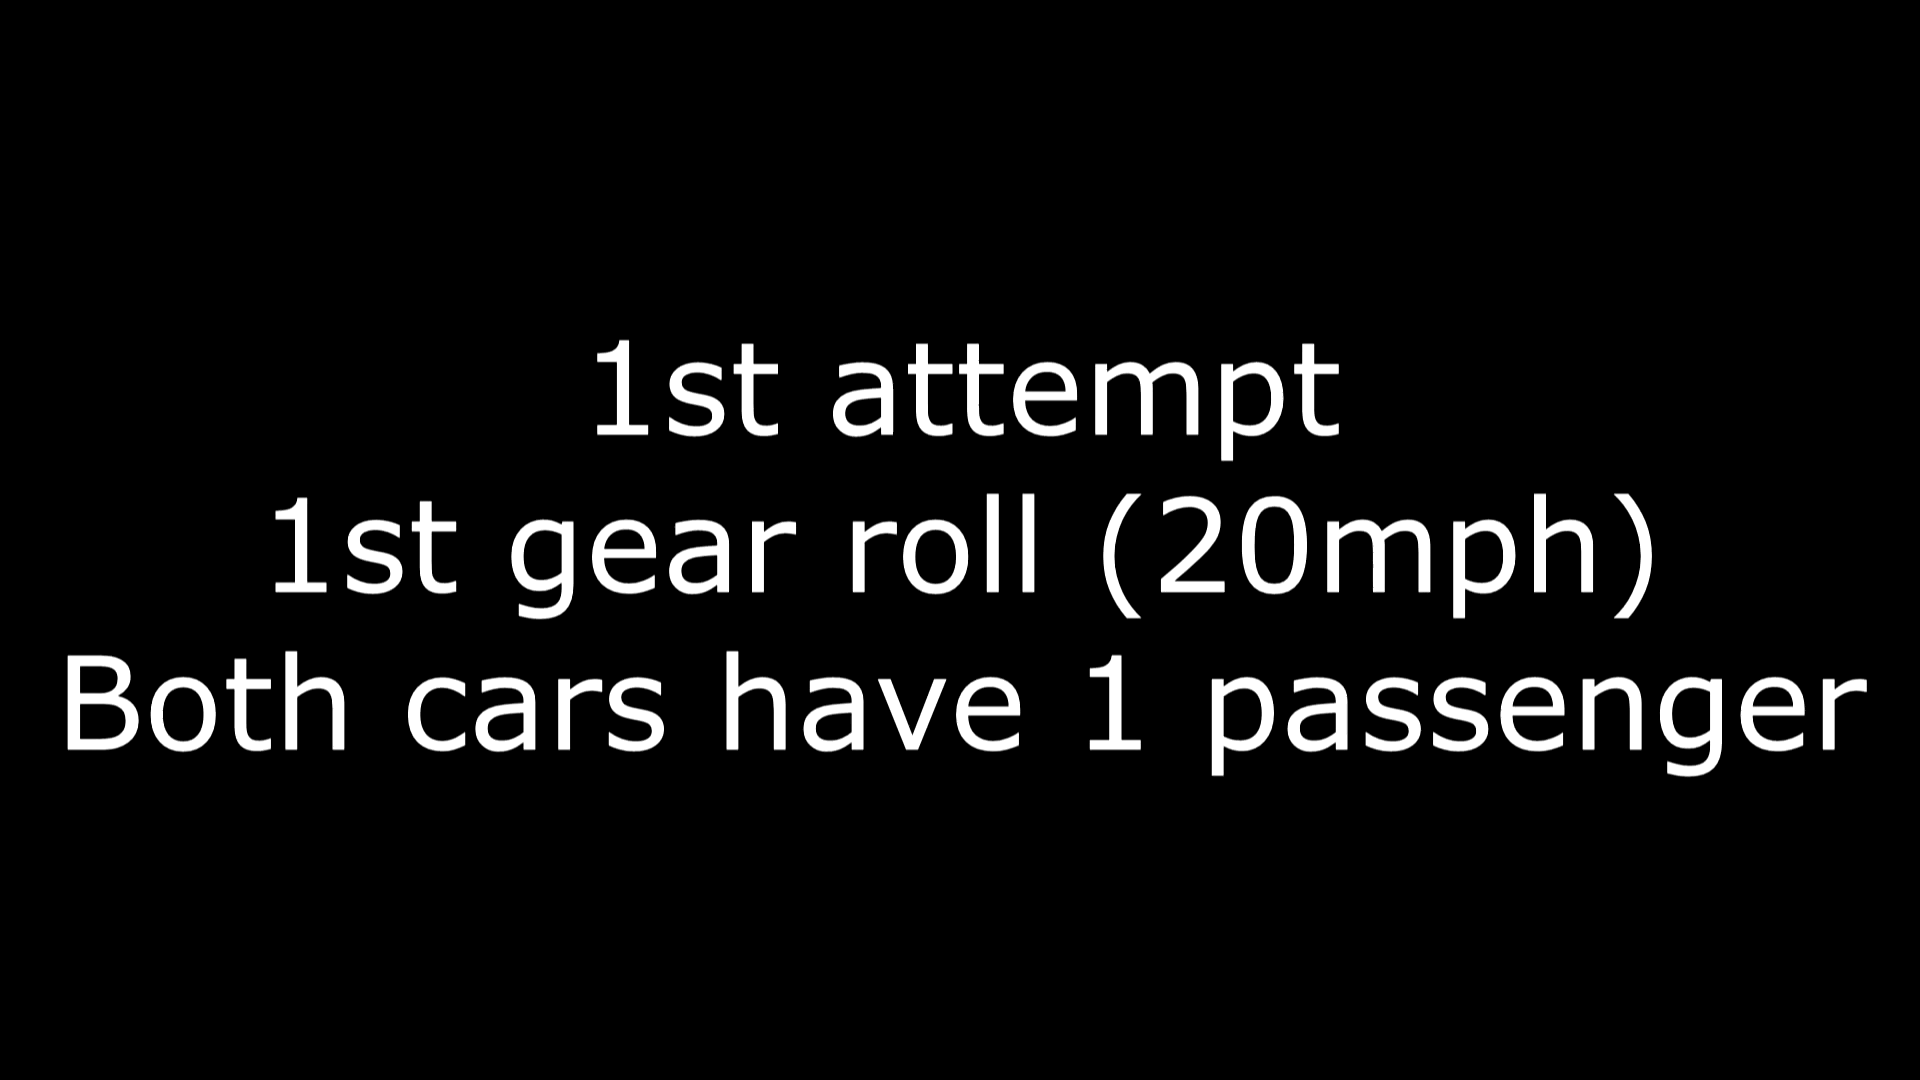 1st attempt
1st gear roll (20mph)
Both cars have 1 passenger